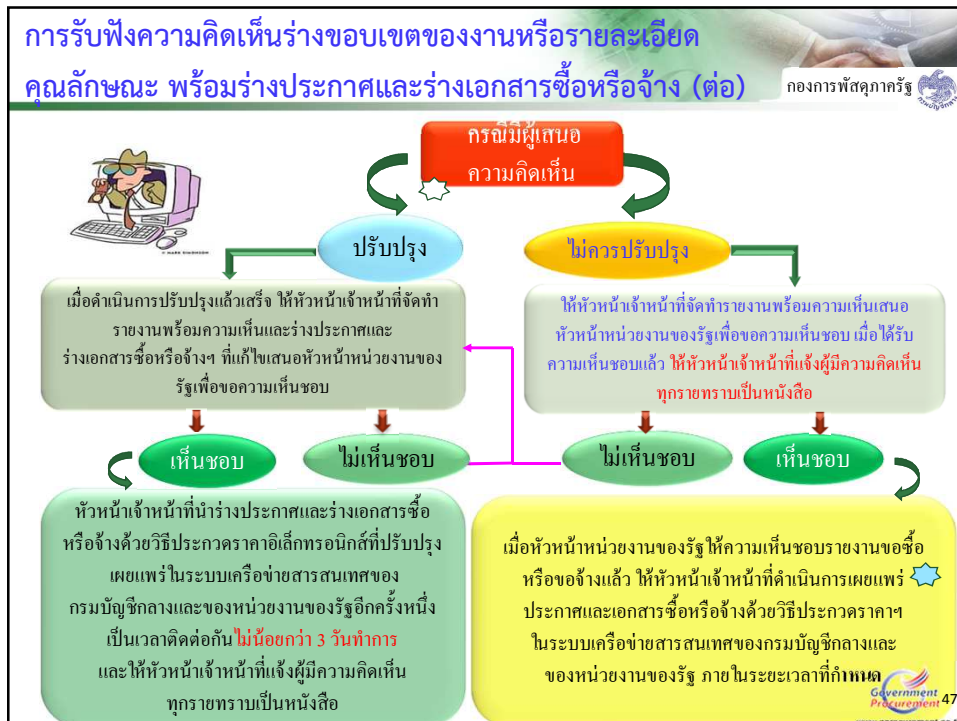 การรับฟังความคิดเห็นร่างขอบเขตของงานหรือรายละเอียด
คุณลักษณะ พร้อมร่างประกาศและร่างเอกสารซื้อหรือจ้าง (ต่อ)
กองการพัสดุภาครัฐ
กรมบัญชีกลาง
กรณีมีผู้เสนอ
ความคิดเห็น
ปรับปรุง
ไม่ควรปรับปรุง
เมื่อดำเนินการปรับปรุงแล้วเสร็จ ให้หัวหน้าเจ้าหน้าที่จัดทำ
รายงานพร้อมความเห็นและร่างประกาศและ
ร่างเอกสารซื้อหรือจ้างฯ ที่แก้ไขเสนอหัวหน้าหน่วยงานของ
รัฐเพื่อขอความเห็นชอบ
ให้หัวหน้าเจ้าหน้าที่จัดทำรายงานพร้อมความเห็นเสนอ
หัวหน้าหน่วยงานของรัฐเพื่อขอความเห็นชอบ เมื่อได้รับ
ความเห็นชอบแล้ว ให้หัวหน้าเจ้าหน้าที่แจ้งผู้มีความคิดเห็น
ทุกรายทราบเป็นหนังสือ
เห็นชอบ
ไม่เห็นชอบ
ไม่เห็นชอบ
เห็นชอบ
หัวหน้าเจ้าหน้าที่นำร่างประกาศและร่างเอกสารซื้อ
หรือจ้างด้วยวิธีประกวดราคาอิเล็กทรอนิกส์ที่ปรับปรุง
เผยแพร่ในระบบเครือข่ายสารสนเทศของ
กรมบัญชีกลางและของหน่วยงานของรัฐอีกครั้งหนึ่ง
เป็นเวลาติดต่อกันไม่น้อยกว่า 3 วันทำการ
และให้หัวหน้าเจ้าหน้าที่แจ้งผู้มีความคิดเห็น
ทุกรายทราบเป็นหนังสือ
เมื่อหัวหน้าหน่วยงานของรัฐให้ความเห็นชอบรายงานขอซื้อ
หรือขอจ้างแล้ว ให้หัวหน้าเจ้าหน้าที่ดำเนินการเผยแพร่
ประกาศและเอกสารซื้อหรือจ้างด้วยวิธีประกวดราคาฯ
ในระบบเครือข่ายสารสนเทศของกรมบัญชีกลางและ
ของหน่วยงานของรัฐ ภายในระยะเวลาที่กำหนด
Government
Procurement
47